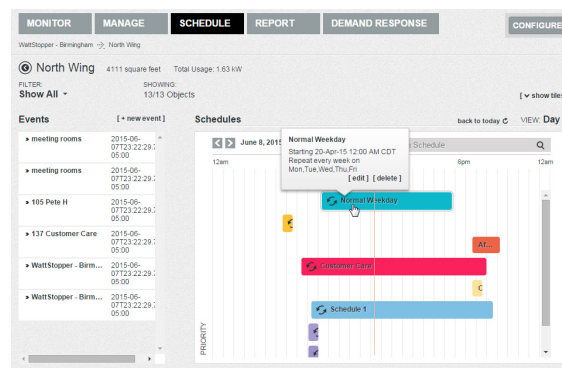 MONITOR MANAGE SCHEDULE REPORT DEMAND RESPONSE CONFIGURE
WattStopper - Birmingham North Wing
North Wing 4111 square feet Total Usage: 1.63 kW
FILTER: SHOWING:
Show All 13/13 Objects
[ show tiles
Events [ + new event ] Schedules back to today VIEW: Day
meeting rooms 2015-06-
07T23:22:29.7
05:00
meeting rooms 2015-06-
07T23:22:29.7
05:00
105 Pete H 2015-06-
07T23:22:29.7
05:00
137 Customer Care 2015-06-
07T23:22:29.7
05:00
WattStopper - Birm... 2015-06-
07T23:22:29.7
05:00
WattStopper - Birm... 2015-06-
07T23:22:29.7
05:00
June 8, 2015 Schedule
12am 6pm 12am
Normal Weekday
Starting 20-Apr-15 12:00 AM CDT
Repeat every week on
Mon,Tue,Wed,Thu,Fri
[ edit ] [ delete ]
Normal Weekday
Af...
Customer Care
C
Schedule 1
PRIORITY